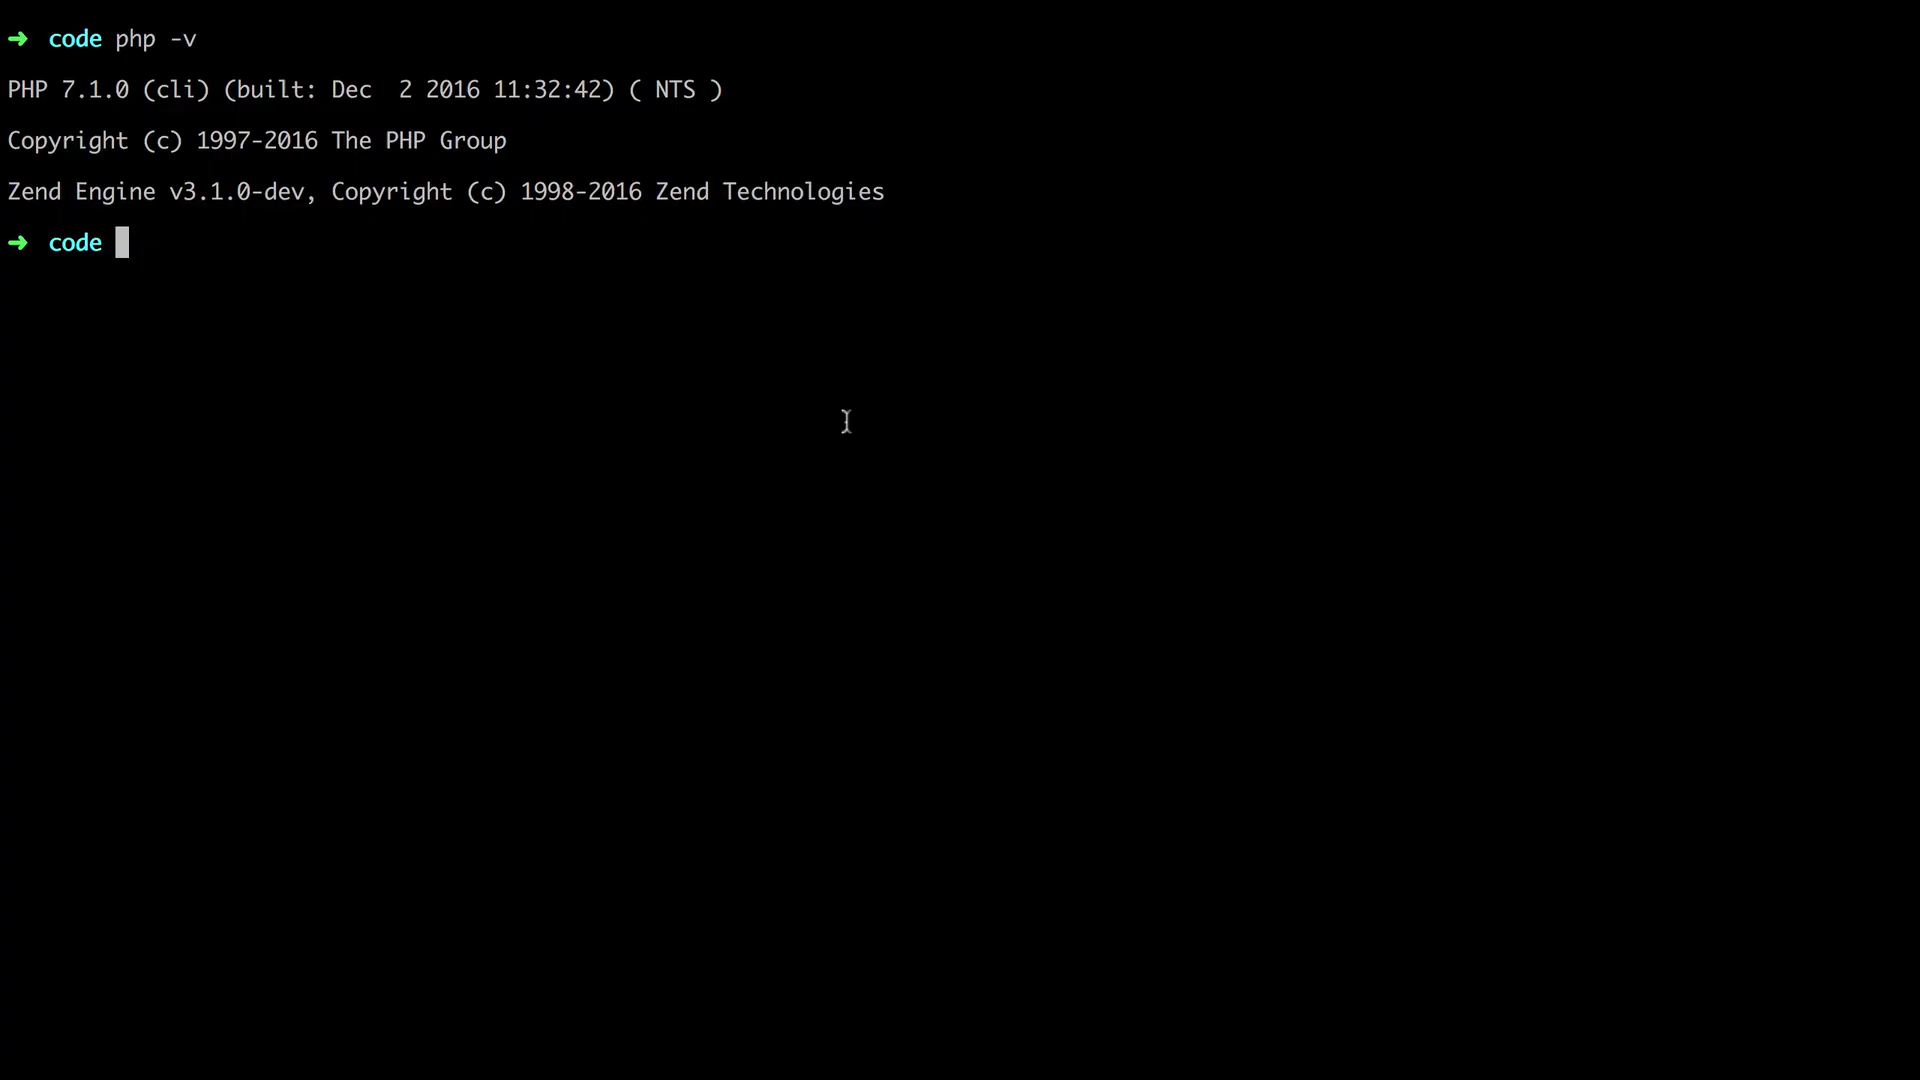 ➜  code php -v
PHP 7.1.0 (cli) (built: Dec  2 2016 11:32:42) ( NTS )
Copyright (c) 1997-2016 The PHP Group
Zend Engine v3.1.0-dev, Copyright (c) 1998-2016 Zend Technologies
➜  code